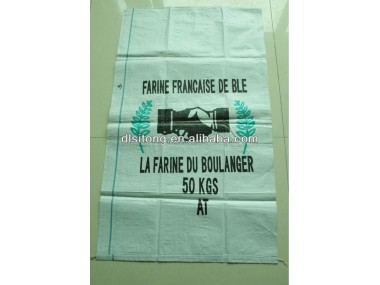 FARINE FRANCAISE DE BLE
dlsitong.en.alibaba.com
LA FARINE DU BOULANGER
50 KGS
AT